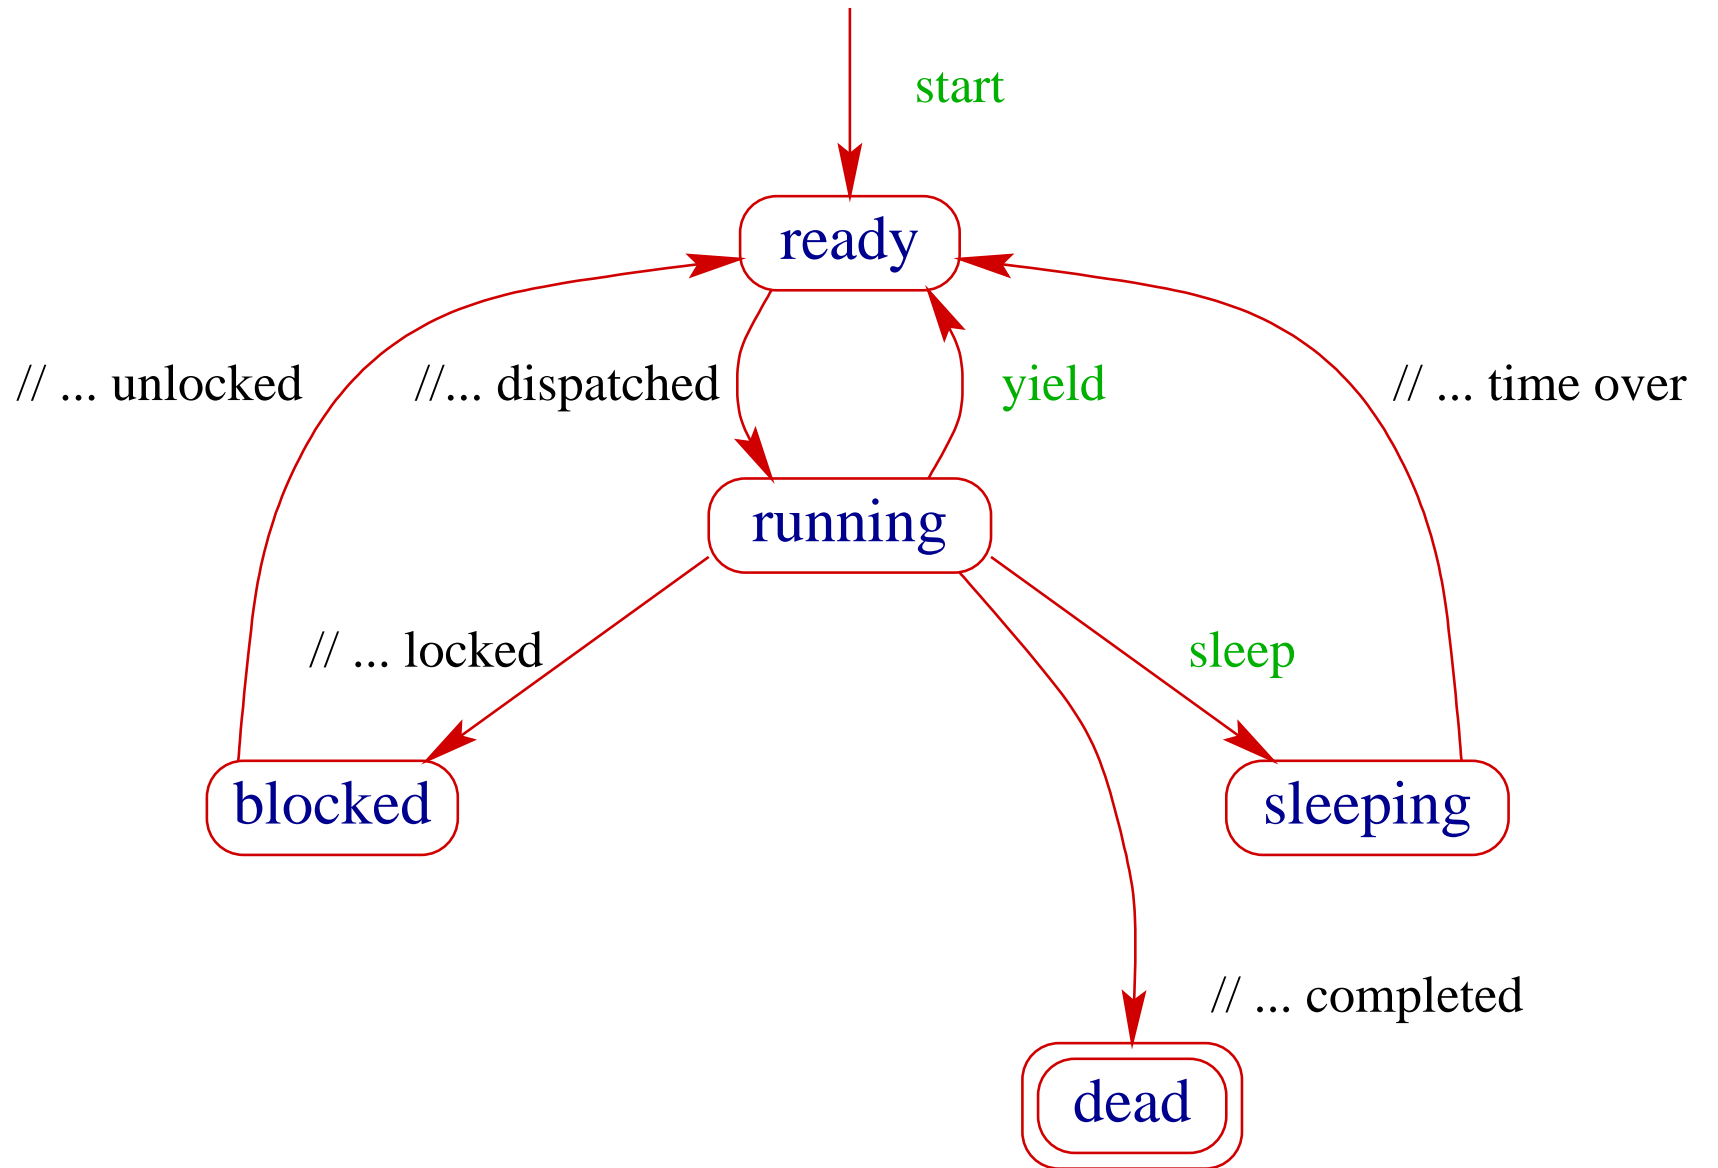 start
ready
// ... unlocked
//... dispatched
yield
// ... time over
running
// ... locked
sleep
blocked
sleeping
// ... completed
dead